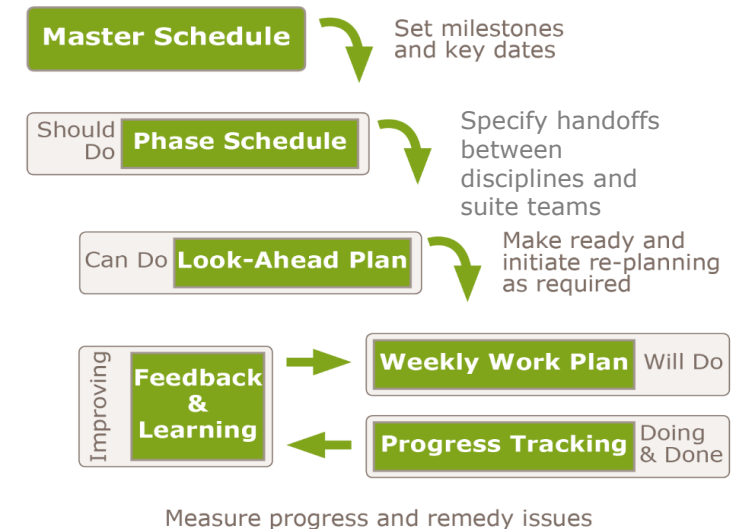 Master Schedule
Set milestones
and key dates
Should
Do
Phase Schedule
Specify handoffs
between
disciplines and
suite teams
Can Do
Look-Ahead Plan
Make ready and
initiate re-planning
as required
Improving
Feedback
&
Learning
Weekly Work Plan
Will Do
Progress Tracking
Doing
& Done
Measure progress and remedy issues